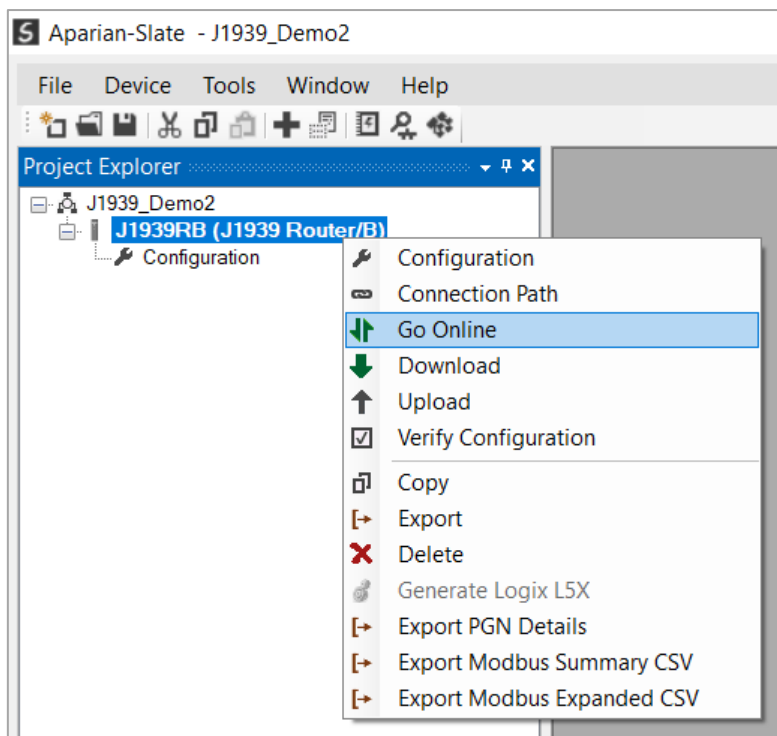 Aparian-Slate - J1939_Demo2
File Device Tools Window Help
Project Explorer
J1939_Demo2
J1939RB (J1939 Router/B)
Configuration
Configuration
Connection Path
Go Online
Download
Upload
Verify Configuration
Copy
Export
Delete
Generate Logix L5X
Export PGN Details
Export Modbus Summary CSV
Export Modbus Expanded CSV